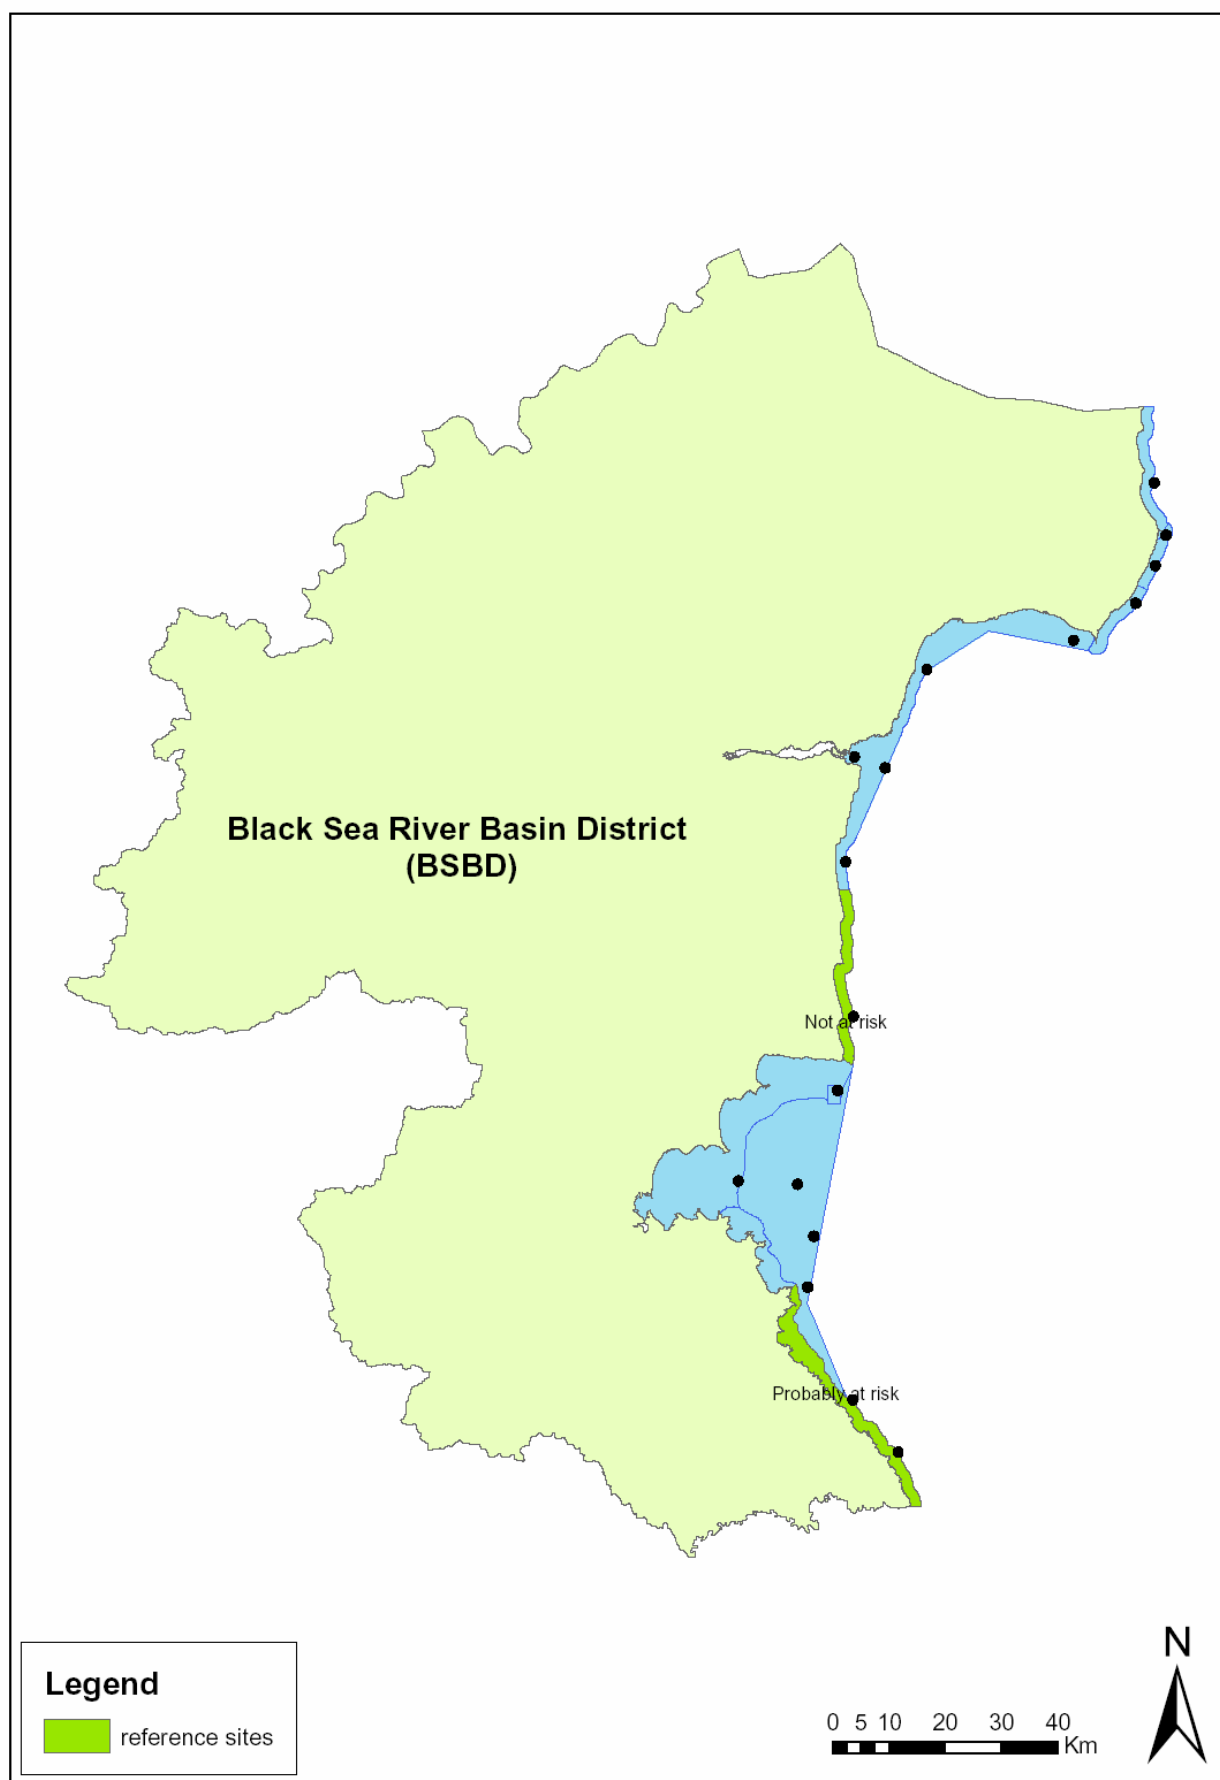 Black Sea River Basin District
(BSBD)
Not at risk
Probably at risk
Legend
reference sites
0 5 10 20 30 40
Km
N